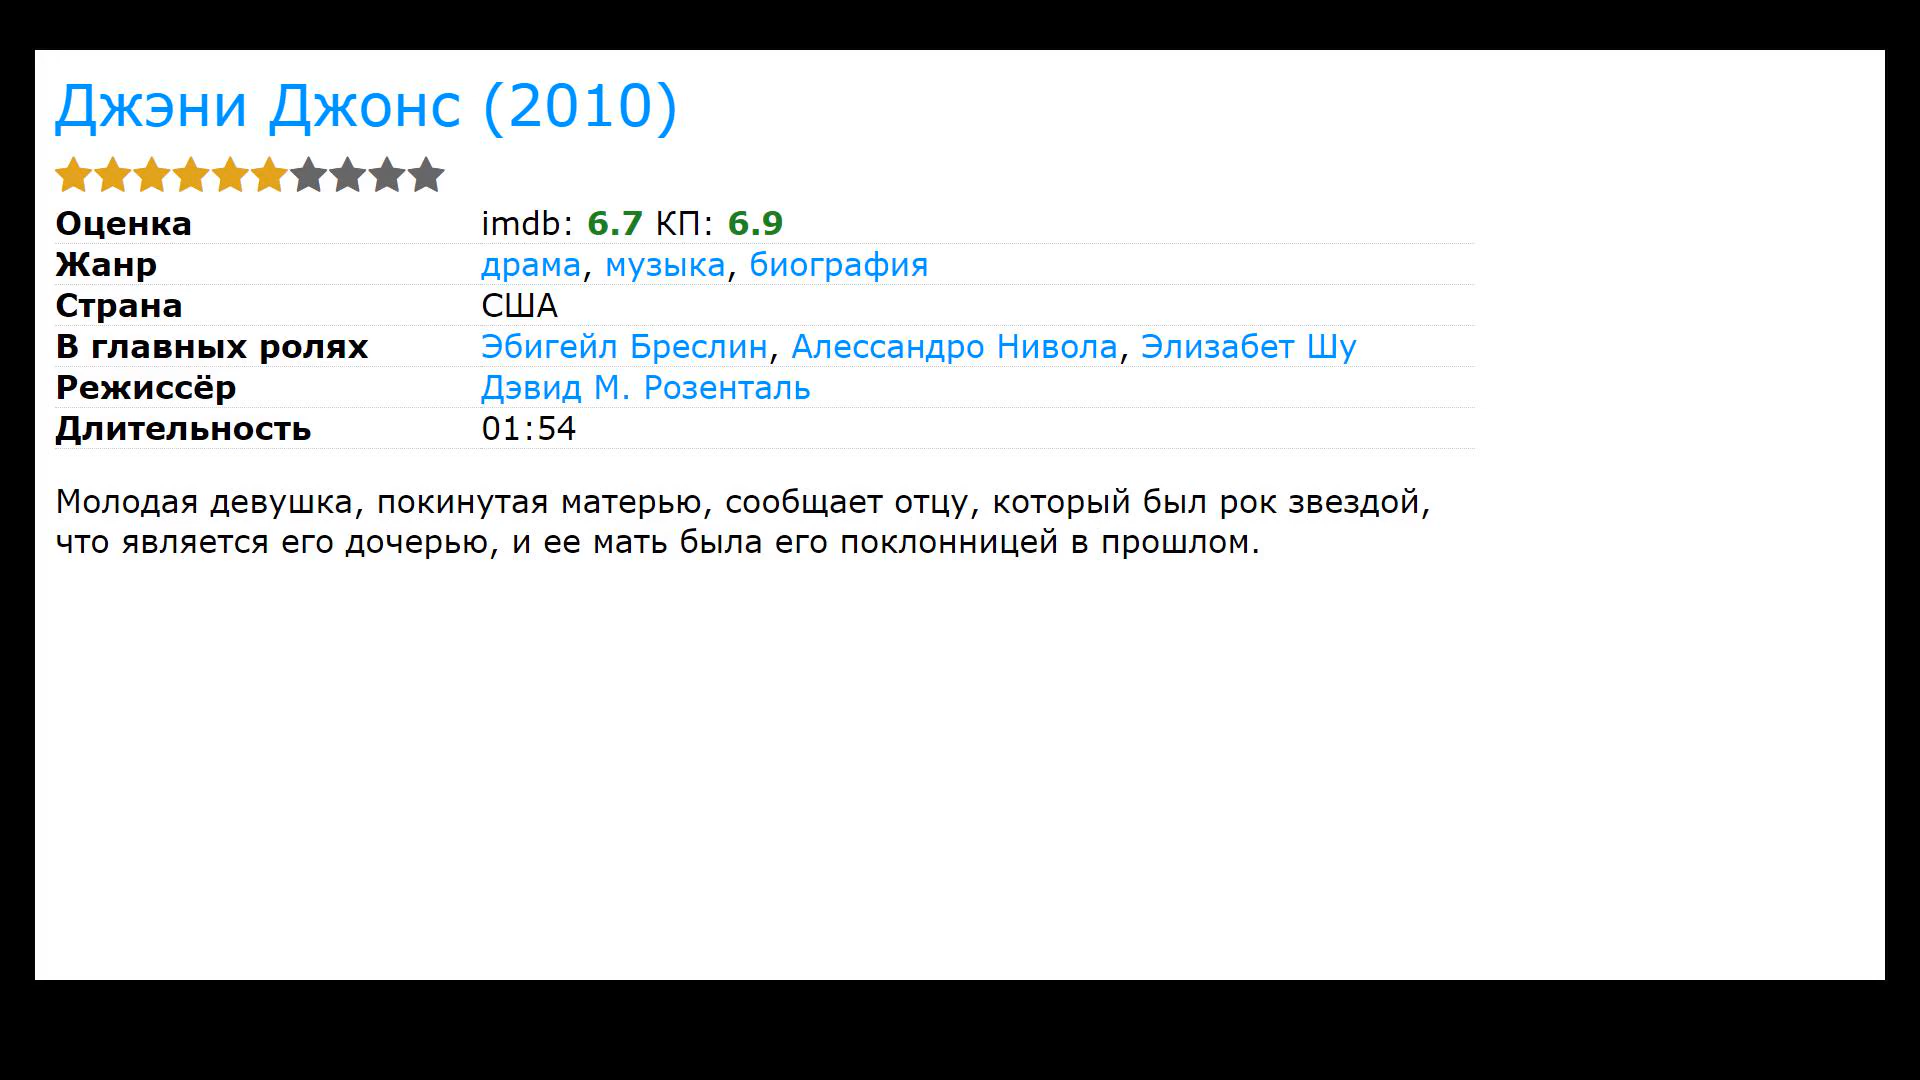 Джэни Джонс (2010)
Оценка imdb: 6.7 КП: 6.9
Жанр драма, музыка, биография
Страна США
В главных ролях Эбигейл Бреслин, Алессандро Нивола, Элизабет Шу
Режиссёр Дэвид М. Розенталь
Длительность 01:54
Молодая девушка, покинутая матерью, сообщает отцу, который был рок звездой,
что является его дочерью, и ее мать была его поклонницей в прошлом.